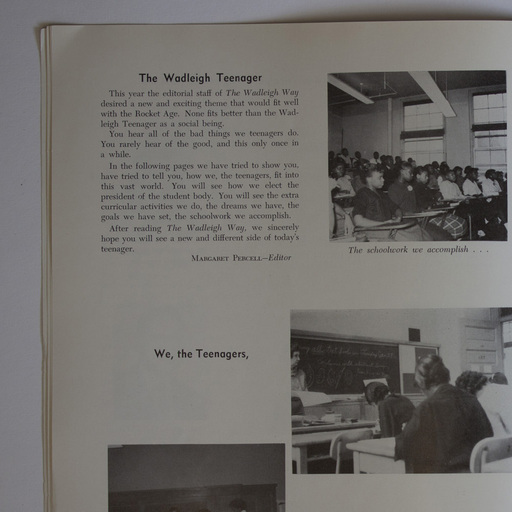 The Wadleigh Teenager
This year the editorial staff of The Wadleigh Way
desired a new and exciting theme that would fit well
with the Rocket Age. None fits better than the Wad-
leigh Teenager as a social being.
You hear all of the bad things we teenagers do.
You rarely hear of the good, and this only once in
a while.
In the following pages we have tried to show you,
have tried to tell you, how we, the teenagers, fit into
this vast world. You will see how we elect the
president of the student body. You will see the extra
curricular activities we do, the dreams we have, the
goals we have set, the schoolwork we accomplish.
After reading The Wadleigh Way, we sincerely
hope you will see a new and different side of today's
teenager.
Margaret Percell—Editor
The schoolwork we accomplish . . .
We, the Teenagers,